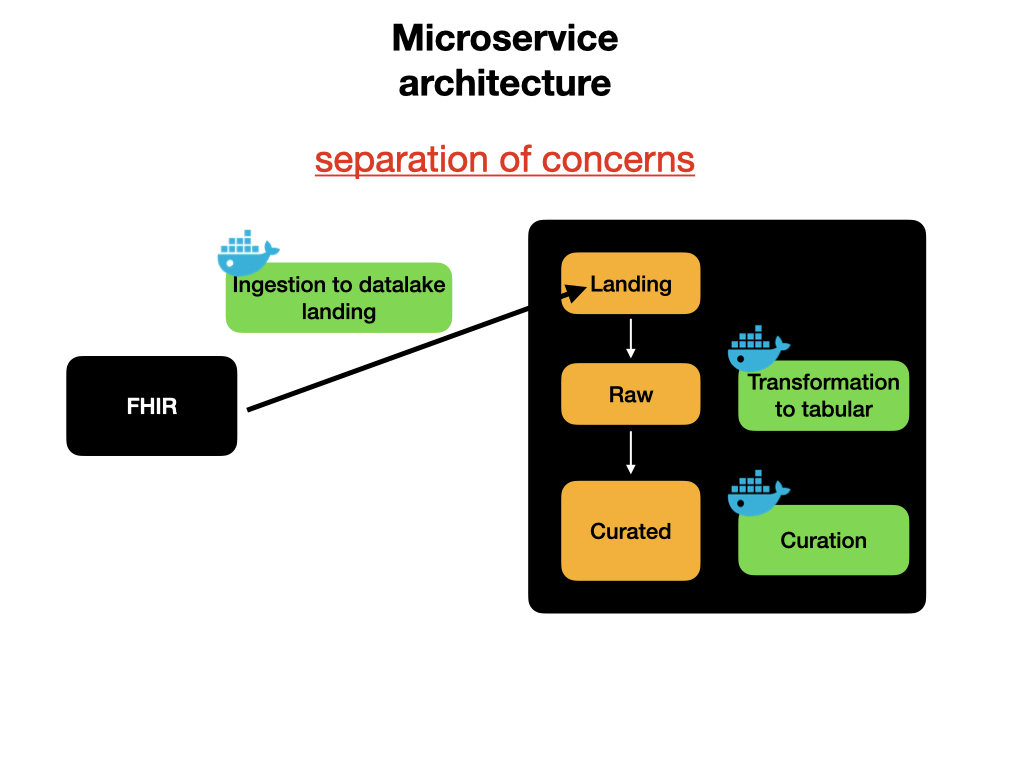 Microservice
architecture
separation of concerns
Ingestion to datalake
landing
FHIR
Landing
Raw
Transformation
to tabular
Curated
Curation